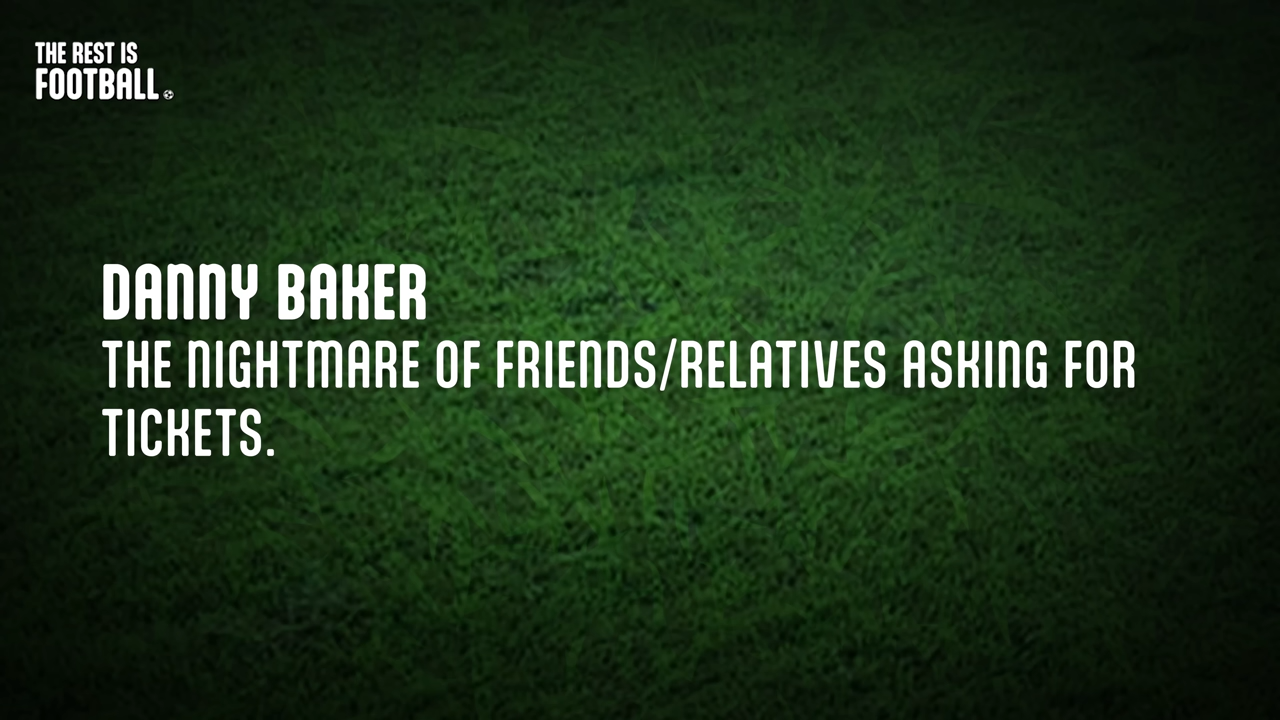 THE REST IS
FOOTBALL
DANNY BAKER
THE NIGHTMARE OF FRIENDS/RELATIVES ASKING FOR
TICKETS.